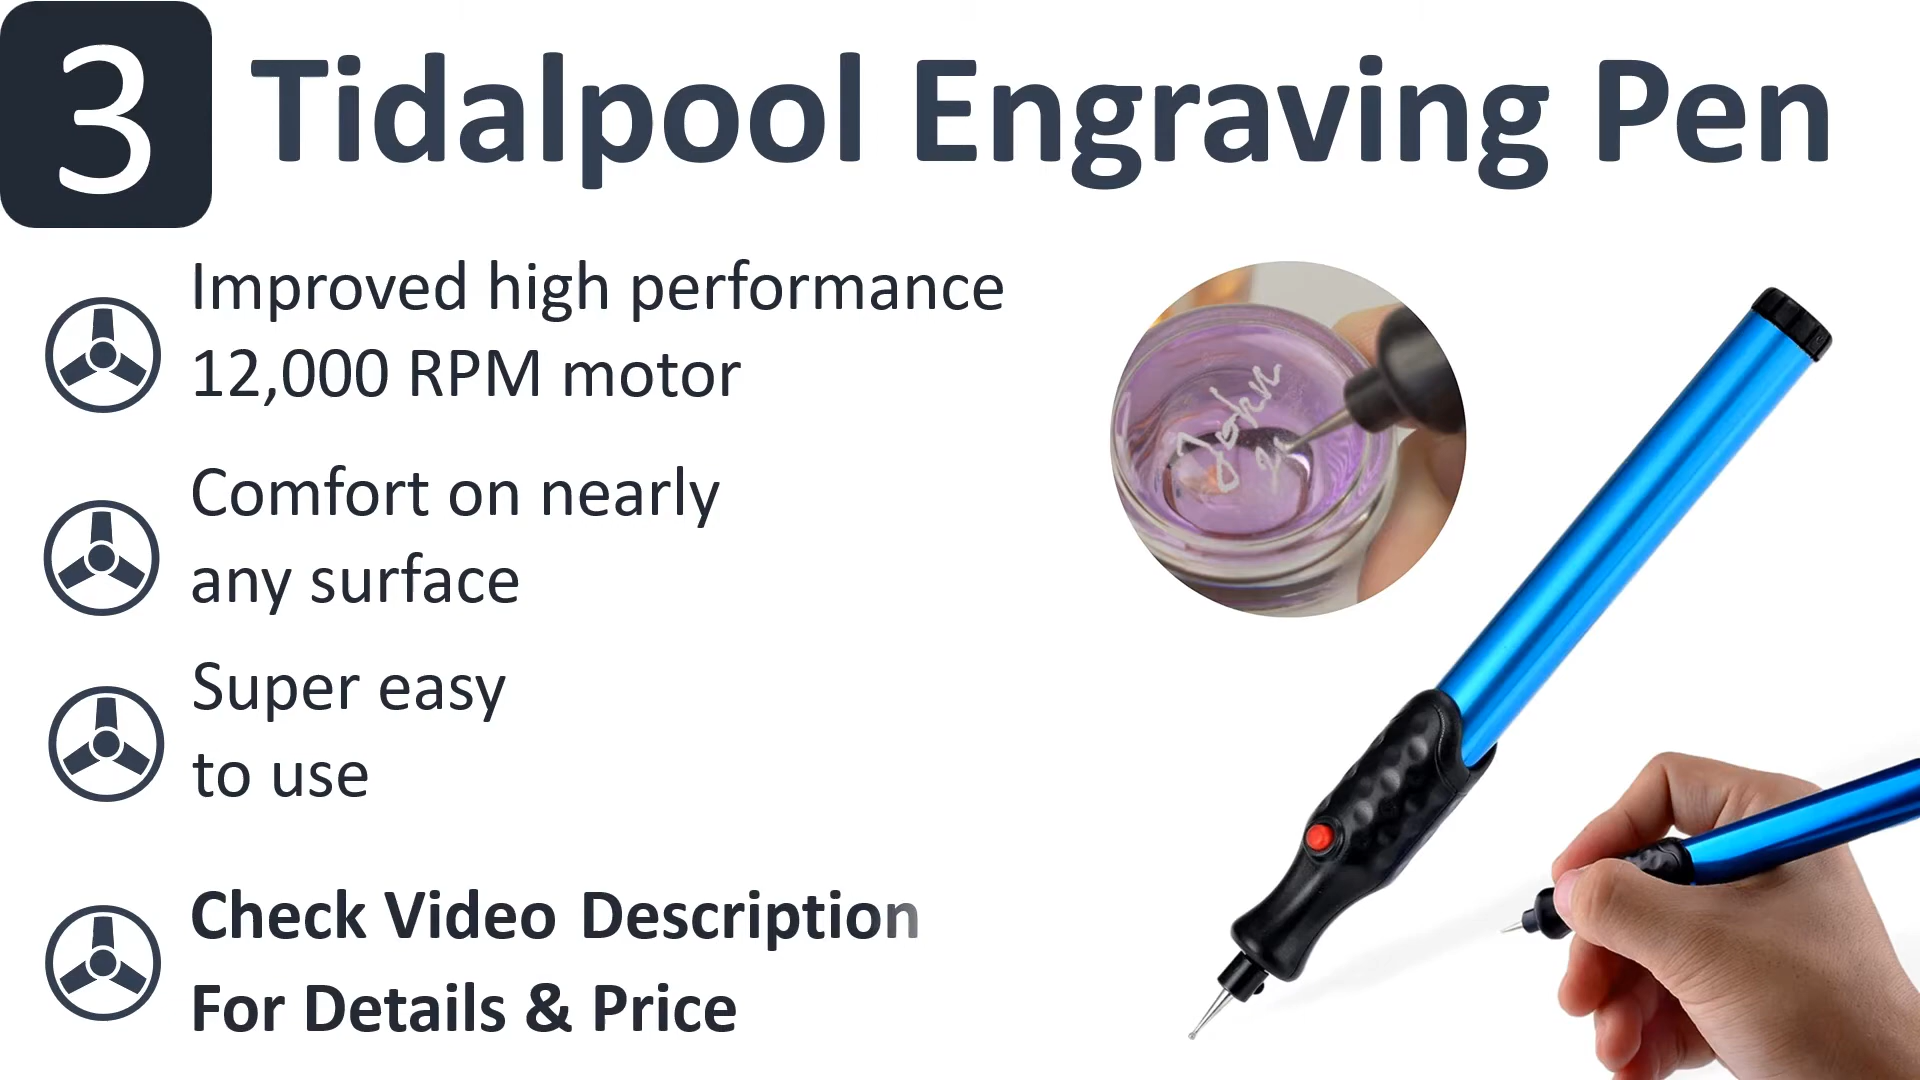 3
Tidalpool Engraving Pen
Improved high performance
12,000 RPM motor
Comfort on nearly
any surface
Super easy
to use
Check Video Description
For Details & Price
John